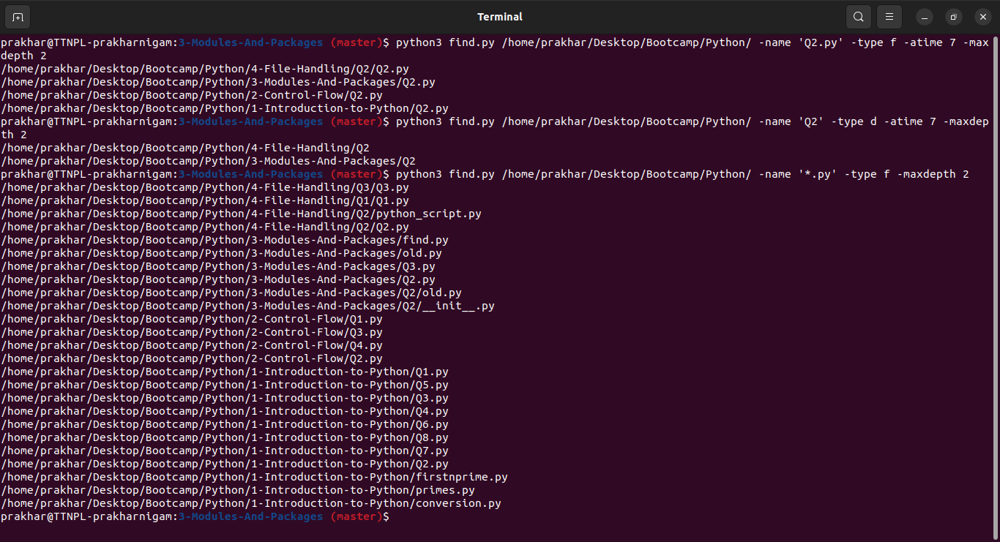 Terminal
prakhar@TTNPL-prakharnigam:3-Modules-And-Packages (master)$ python3 find.py /home/prakhar/Desktop/Bootcamp/Python/ -name 'Q2.py' -type f -atime 7 -max
depth 2
/home/prakhar/Desktop/Bootcamp/Python/4-File-Handling/Q2/Q2.py
/home/prakhar/Desktop/Bootcamp/Python/3-Modules-And-Packages/Q2.py
/home/prakhar/Desktop/Bootcamp/Python/2-Control-Flow/Q2.py
/home/prakhar/Desktop/Bootcamp/Python/1-Introduction-to-Python/Q2.py
prakhar@TTNPL-prakharnigam:3-Modules-And-Packages (master)$ python3 find.py /home/prakhar/Desktop/Bootcamp/Python/ -name 'Q2' -type d -atime 7 -maxdep
th 2
/home/prakhar/Desktop/Bootcamp/Python/4-File-Handling/Q2
/home/prakhar/Desktop/Bootcamp/Python/3-Modules-And-Packages/Q2
prakhar@TTNPL-prakharnigam:3-Modules-And-Packages (master)$ python3 find.py /home/prakhar/Desktop/Bootcamp/Python/ -name '*.py' -type f -maxdepth 2
/home/prakhar/Desktop/Bootcamp/Python/4-File-Handling/Q3/Q3.py
/home/prakhar/Desktop/Bootcamp/Python/4-File-Handling/Q1/Q1.py
/home/prakhar/Desktop/Bootcamp/Python/4-File-Handling/Q2/python_script.py
/home/prakhar/Desktop/Bootcamp/Python/4-File-Handling/Q2/Q2.py
/home/prakhar/Desktop/Bootcamp/Python/3-Modules-And-Packages/find.py
/home/prakhar/Desktop/Bootcamp/Python/3-Modules-And-Packages/old.py
/home/prakhar/Desktop/Bootcamp/Python/3-Modules-And-Packages/Q3.py
/home/prakhar/Desktop/Bootcamp/Python/3-Modules-And-Packages/Q2.py
/home/prakhar/Desktop/Bootcamp/Python/3-Modules-And-Packages/Q2/old.py
/home/prakhar/Desktop/Bootcamp/Python/3-Modules-And-Packages/Q2/__init__.py
/home/prakhar/Desktop/Bootcamp/Python/2-Control-Flow/Q1.py
/home/prakhar/Desktop/Bootcamp/Python/2-Control-Flow/Q3.py
/home/prakhar/Desktop/Bootcamp/Python/2-Control-Flow/Q4.py
/home/prakhar/Desktop/Bootcamp/Python/2-Control-Flow/Q2.py
/home/prakhar/Desktop/Bootcamp/Python/1-Introduction-to-Python/Q1.py
/home/prakhar/Desktop/Bootcamp/Python/1-Introduction-to-Python/Q5.py
/home/prakhar/Desktop/Bootcamp/Python/1-Introduction-to-Python/Q3.py
/home/prakhar/Desktop/Bootcamp/Python/1-Introduction-to-Python/Q4.py
/home/prakhar/Desktop/Bootcamp/Python/1-Introduction-to-Python/Q6.py
/home/prakhar/Desktop/Bootcamp/Python/1-Introduction-to-Python/Q8.py
/home/prakhar/Desktop/Bootcamp/Python/1-Introduction-to-Python/Q7.py
/home/prakhar/Desktop/Bootcamp/Python/1-Introduction-to-Python/Q2.py
/home/prakhar/Desktop/Bootcamp/Python/1-Introduction-to-Python/firstnprime.py
/home/prakhar/Desktop/Bootcamp/Python/1-Introduction-to-Python/primes.py
/home/prakhar/Desktop/Bootcamp/Python/1-Introduction-to-Python/conversion.py
prakhar@TTNPL-prakharnigam:3-Modules-And-Packages (master)$